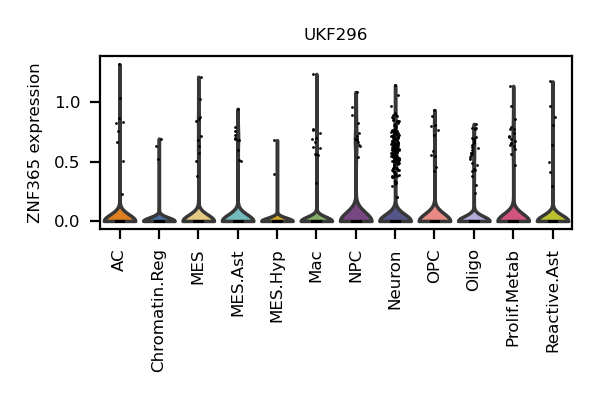 UKF296
ZNF365 expression
1.0
0.5
0.0
AC
Chromatin.Reg
MES
MES.Ast
MES.Hyp
Mac
NPC
Neuron
OPC
Oligo
Prolif.Metab
Reactive.Ast